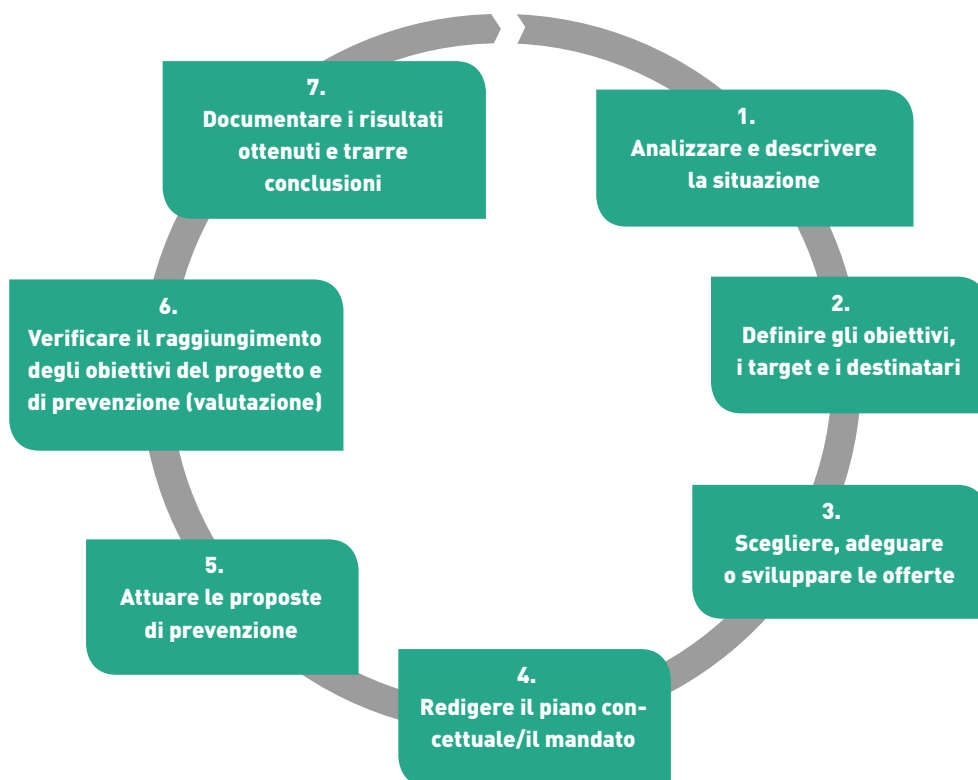 1.
Analizzare e descrivere
la situazione
2.
Definire gli obiettivi,
i target e i destinatari
3.
Scegliere, adeguare
o sviluppare le offerte
4.
Redigere il piano con-
cettuale/il mandato
5.
Attuare le proposte
di prevenzione
6.
Verificare il raggiungimento
degli obiettivi del progetto e
di prevenzione (valutazione)
7.
Documentare i risultati
ottenuti e trarre
conclusioni